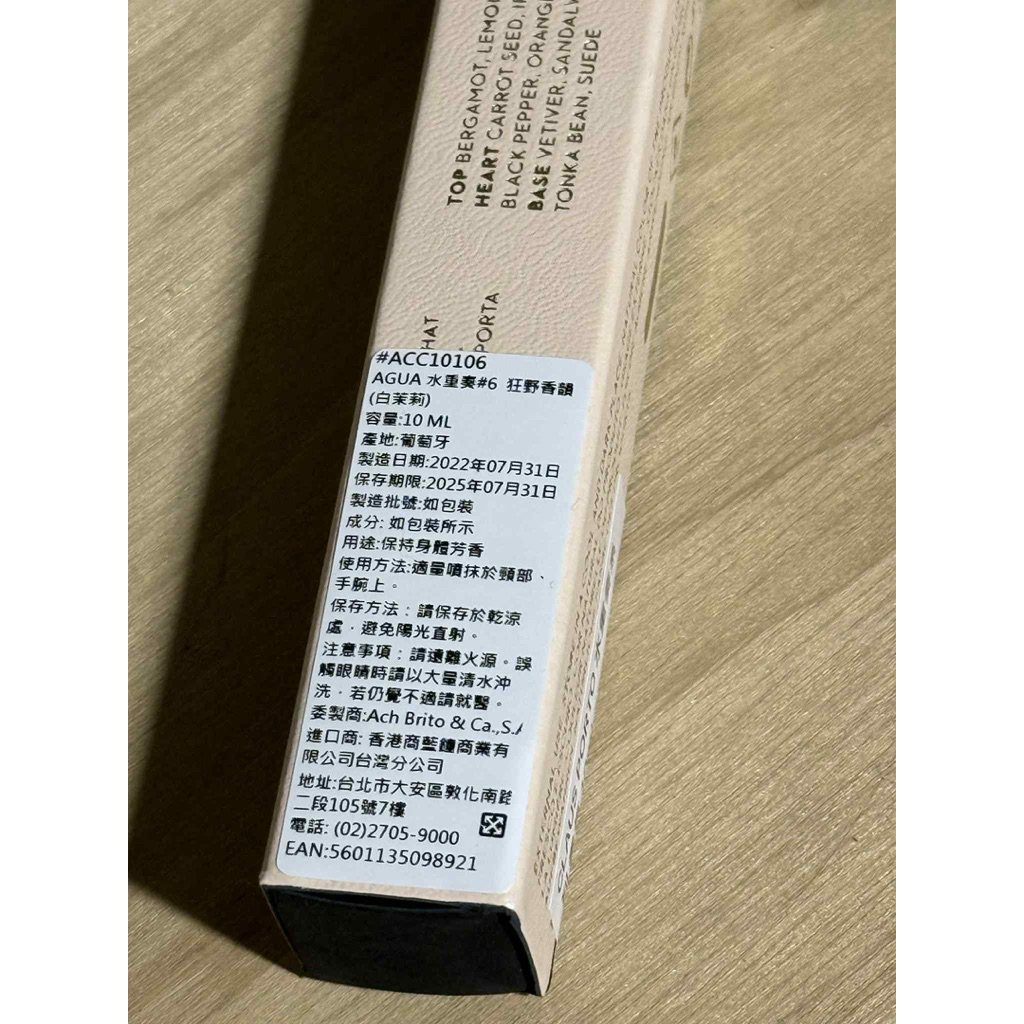 TOP BERGAMOT,
HEART CARROT SEED,
BLACK PEPPER,
BASE VETIVER,
TONKA BEAN, SUEDE
#ACC10106
AGUA 水重奏#6 狂野香韻
(白茉莉)
容量:10 ML
產地:葡萄牙
製造日期:2022年07月31日
保存期限:2025年07月31日
製造批號:如包裝
成分: 如包裝所示
用途:保持身體芳香
使用方法:適量噴抹於頸部、
手腕上。
保存方法：請保存於乾涼
處，避免陽光直射。
注意事項：請遠離火源。誤
觸眼睛時請以大量清水沖
洗，若仍覺不適請就醫。
委製商:Ach Brito & Ca.,S.A
進口商: 香港商藍鐘商業有
限公司台灣分公司
地址:台北市大安區敦化南路
二段105號7樓
電話: (02)2705-9000
EAN:5601135098921